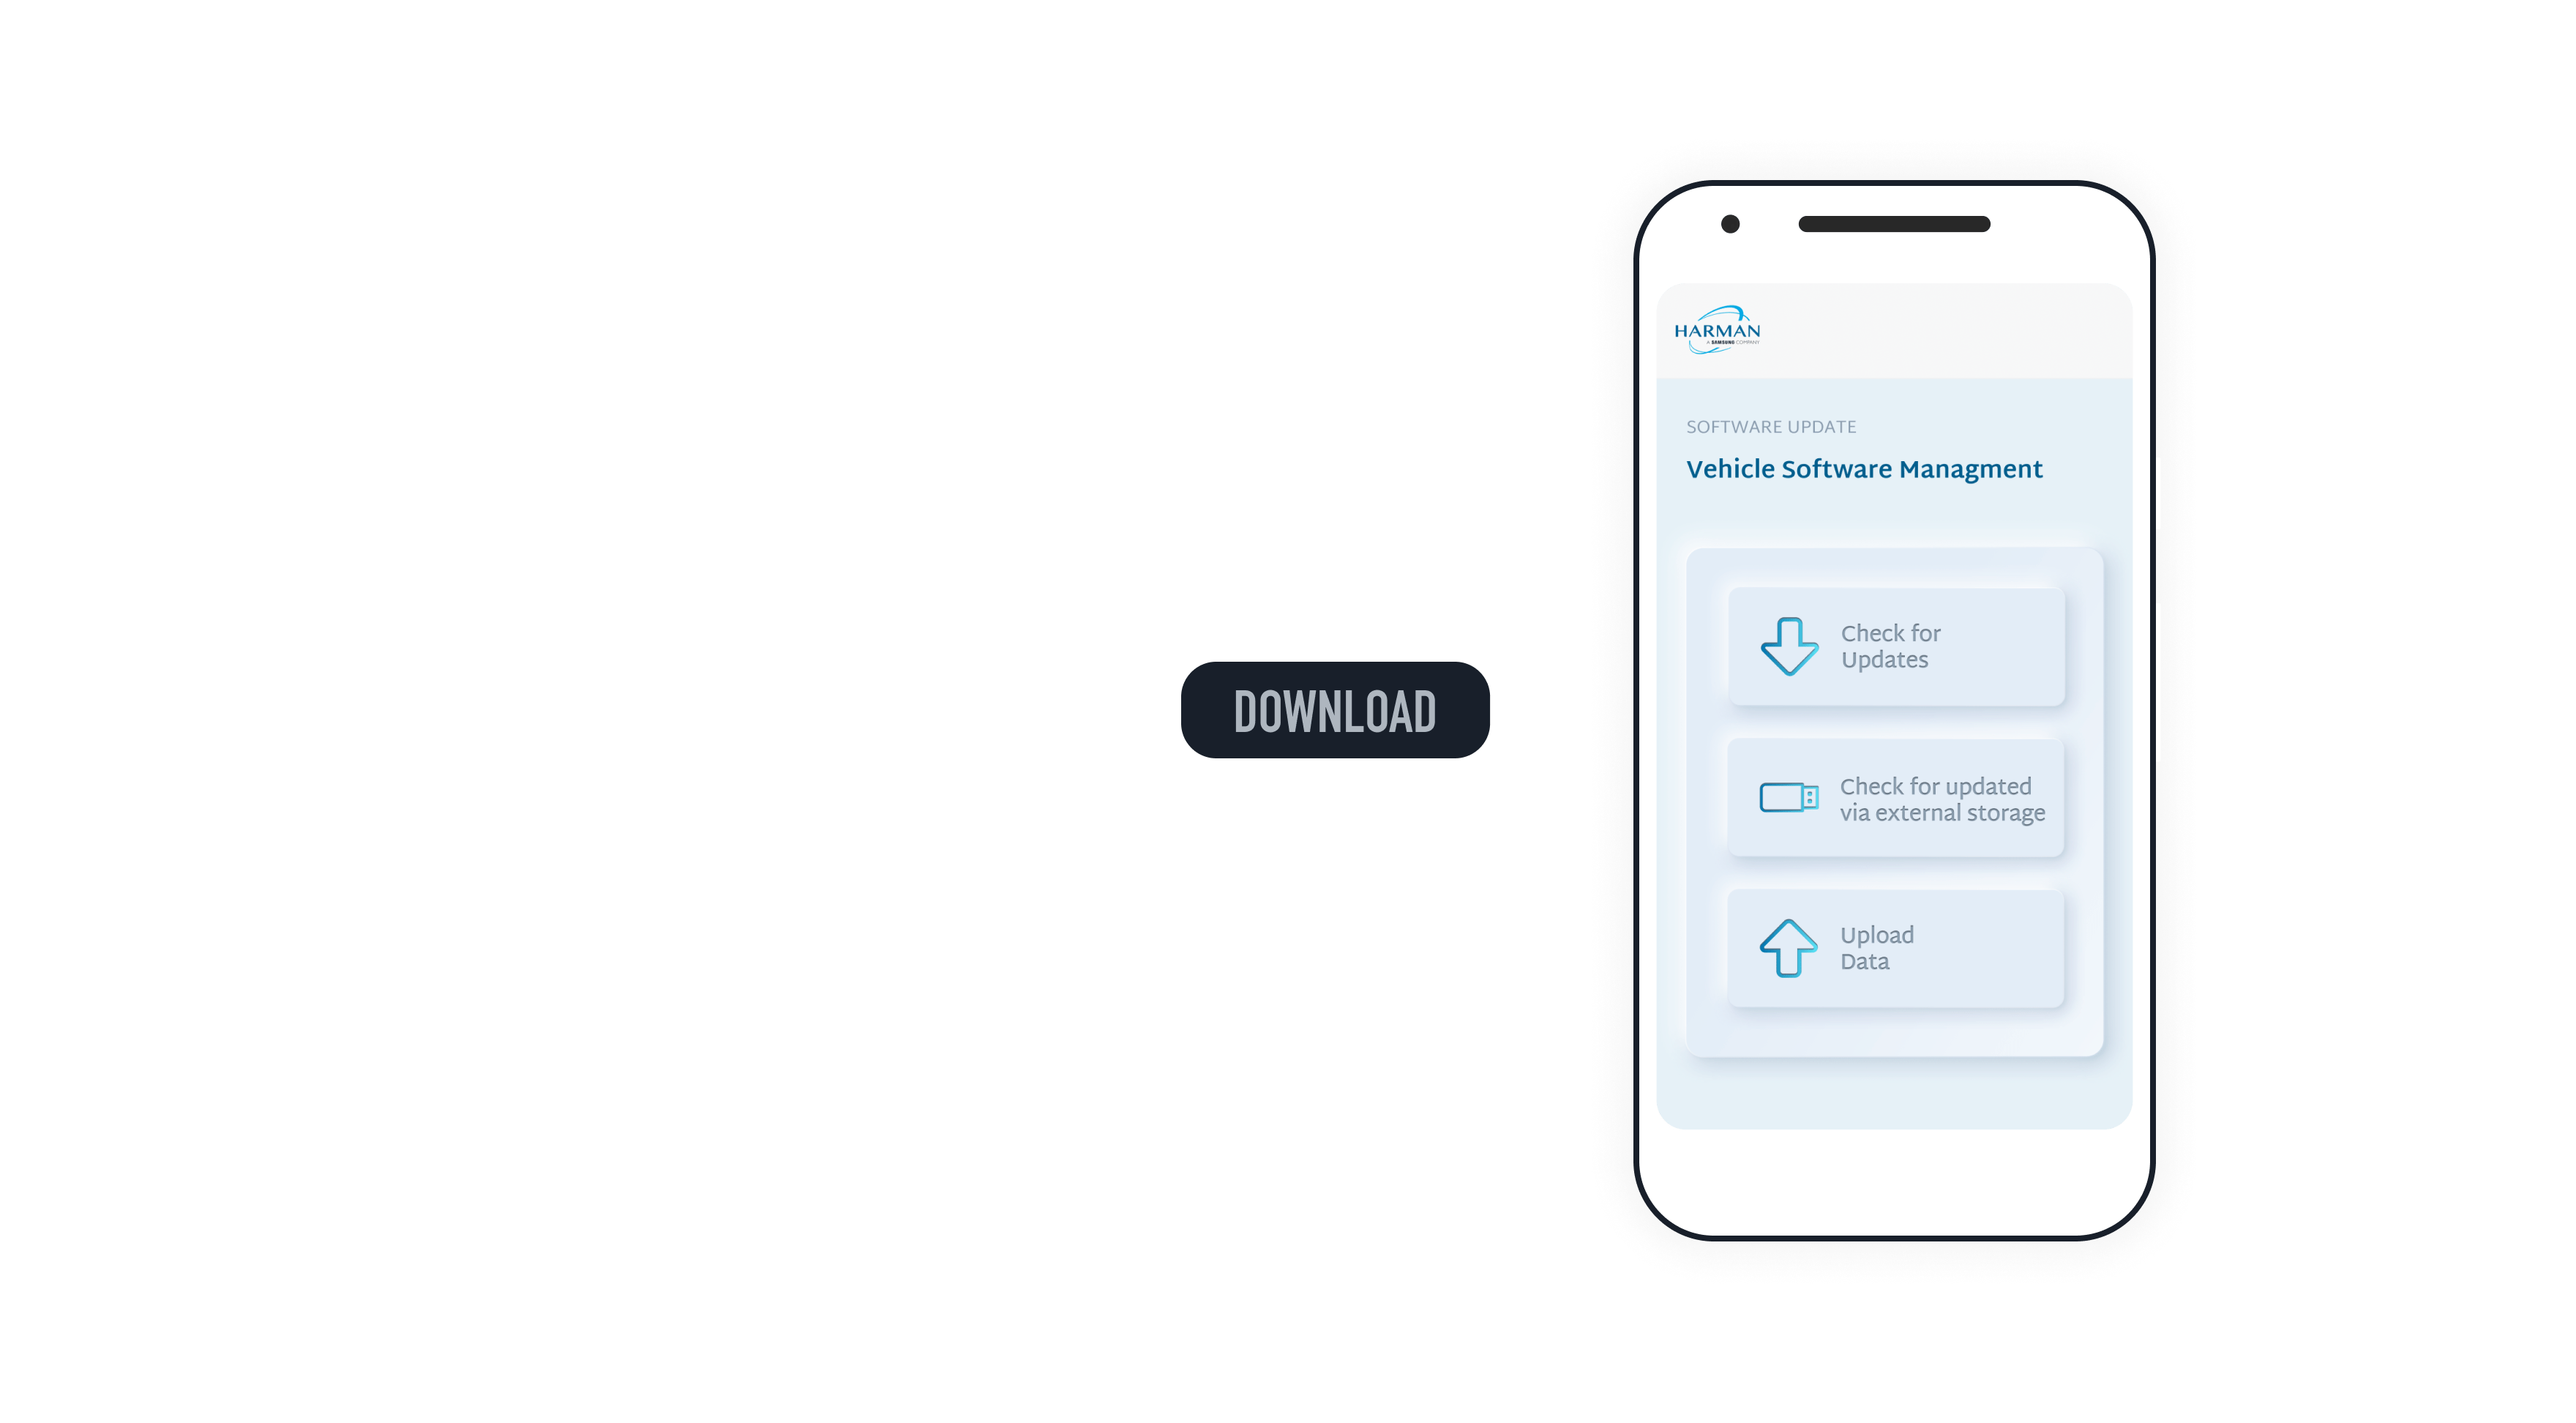 DOWNLOAD
HARMAN
A SAMSUNG COMPANY
SOFTWARE UPDATE
Vehicle Software Managment
Check for
Updates
Check for updated
via external storage
Upload
Data